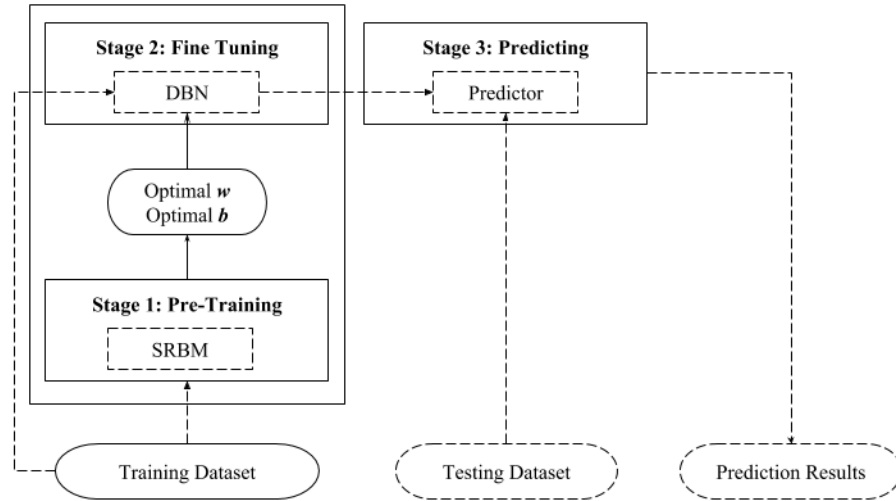 Stage 2: Fine Tuning
DBN
Stage 3: Predicting
Predictor
Optimal w
Optimal b
Stage 1: Pre-Training
SRBM
Training Dataset
Testing Dataset
Prediction Results